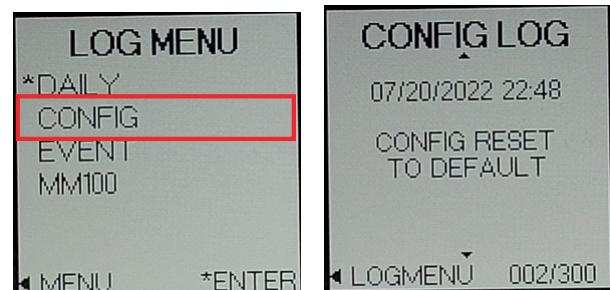 LOG MENU
*DAILY
CONFIG
EVENT
MM100
◄ MENU *ENTER
CONFIG LOG
07/20/2022 22:48
CONFIG RESET
TO DEFAULT
◄ LOGMENU 002/300